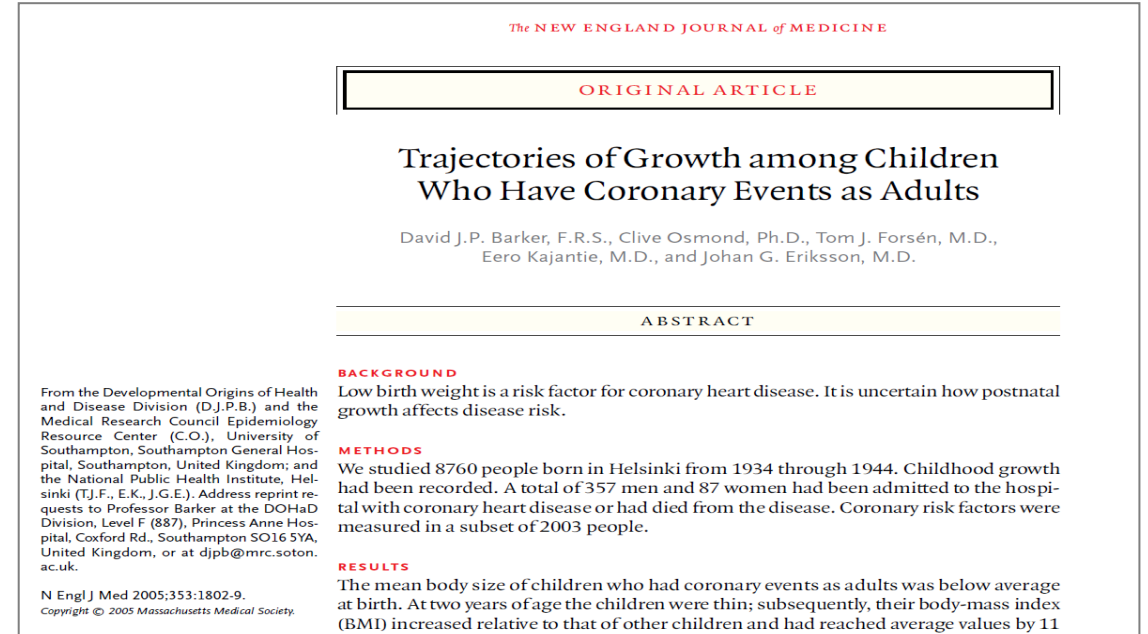 The NEW ENGLAND JOURNAL of MEDICINE
ORIGINAL ARTICLE
Trajectories of Growth among Children
Who Have Coronary Events as Adults
David J.P. Barker, F.R.S., Clive Osmond, Ph.D., Tom J. Forsén, M.D.,
Eero Kajantie, M.D., and Johan G. Eriksson, M.D.
ABSTRACT
From the Developmental Origins of Health
and Disease Division (D.J.P.B.) and the
Medical Research Council Epidemiology
Resource Center (C.O.), University of
Southampton, Southampton General Hos-
pital, Southampton, United Kingdom; and
the National Public Health Institute, Hel-
sinki (T.J.F., E.K., J.G.E.). Address reprint re-
quests to Professor Barker at the DOHaD
Division, Level F (887), Princess Anne Hos-
pital, Coxford Rd., Southampton SO16 5YA,
United Kingdom, or at djpb@mrc.soton.
ac.uk.
N Engl J Med 2005;353:1802-9.
Copyright © 2005 Massachusetts Medical Society.
BACKGROUND
Low birth weight is a risk factor for coronary heart disease. It is uncertain how postnatal
growth affects disease risk.
METHODS
We studied 8760 people born in Helsinki from 1934 through 1944. Childhood growth
had been recorded. A total of 357 men and 87 women had been admitted to the hospi-
tal with coronary heart disease or had died from the disease. Coronary risk factors were
measured in a subset of 2003 people.
RESULTS
The mean body size of children who had coronary events as adults was below average
at birth. At two years of age the children were thin; subsequently, their body-mass index
(BMI) increased relative to that of other children and had reached average values by 11